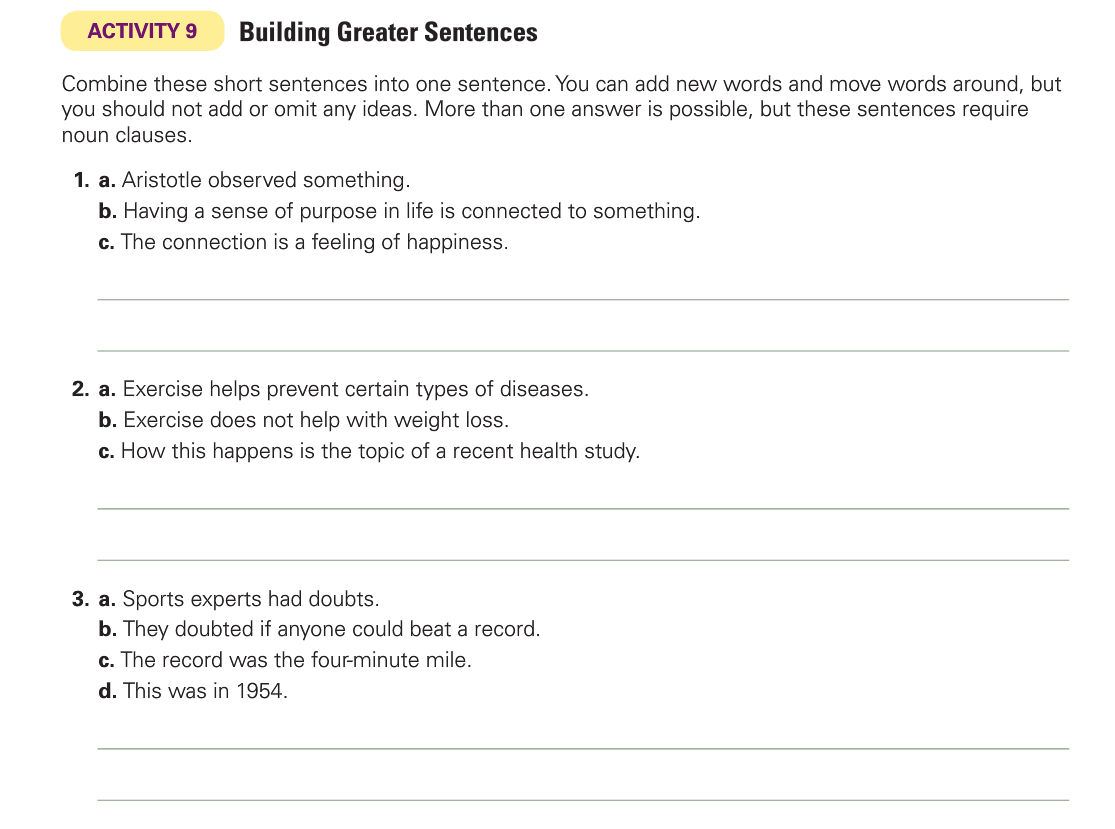 ACTIVITY 9 Building Greater Sentences
Combine these short sentences into one sentence. You can add new words and move words around, but
you should not add or omit any ideas. More than one answer is possible, but these sentences require
noun clauses.
1. a. Aristotle observed something.
b. Having a sense of purpose in life is connected to something.
c. The connection is a feeling of happiness.
2. a. Exercise helps prevent certain types of diseases.
b. Exercise does not help with weight loss.
c. How this happens is the topic of a recent health study.
3. a. Sports experts had doubts.
b. They doubted if anyone could beat a record.
c. The record was the four-minute mile.
d. This was in 1954.